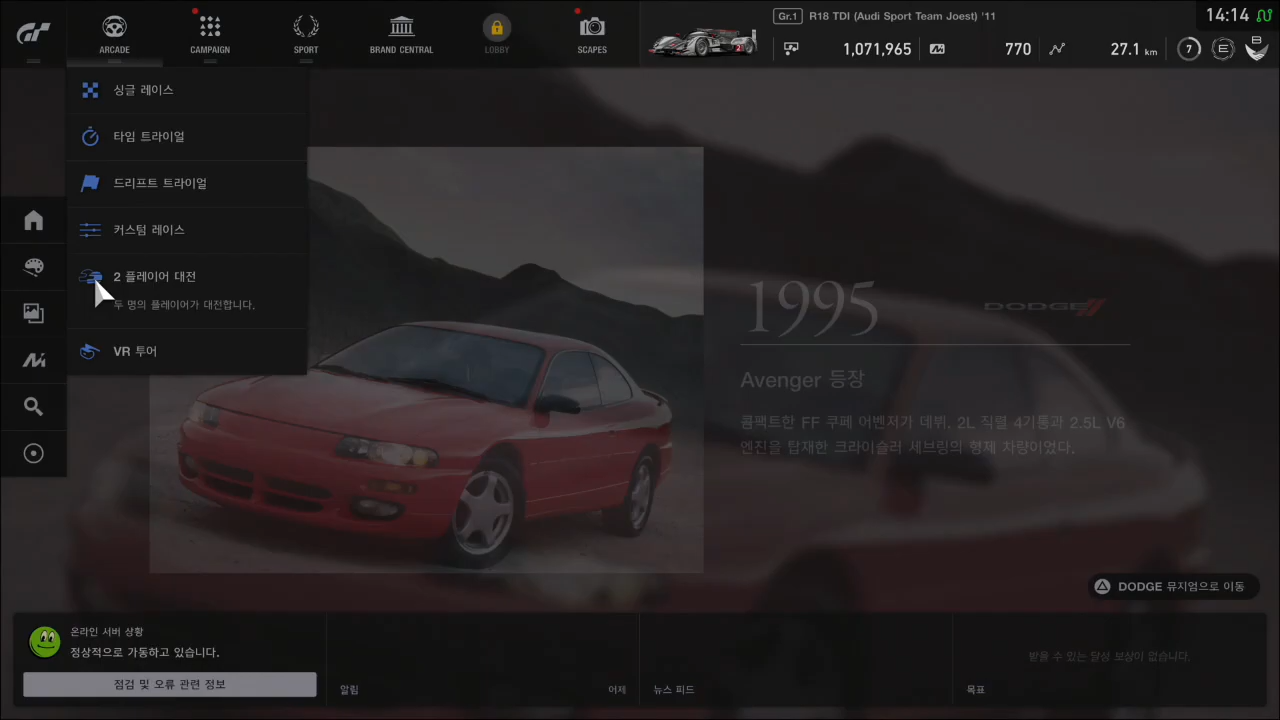 ARCADE
CAMPAIGN
SPORT
BRAND CENTRAL
LOBBY
SCAPES
Gr.1 R18 TDI (Audi Sport Team Joest) '11
1,071,965
770
27.1 km
14:14
7
E
B
싱글 레이스
타임 트라이얼
드리프트 트라이얼
커스텀 레이스
2 플레이어 대전
두 명의 플레이어가 대전합니다.
VR 투어
1995
DODGE
Avenger 등장
콤팩트한 FF 쿠페 어벤저가 데뷔. 2L 직렬 4기통과 2.5L V6
엔진을 탑재한 크라이슬러 세브링의 형제 차량이었다.
DODGE 뮤지엄으로 이동
온라인 서버 상황
정상적으로 가동하고 있습니다.
점검 및 오류 관련 정보
알림
어제
뉴스 피드
받을 수 있는 달성 보상이 없습니다.
목표